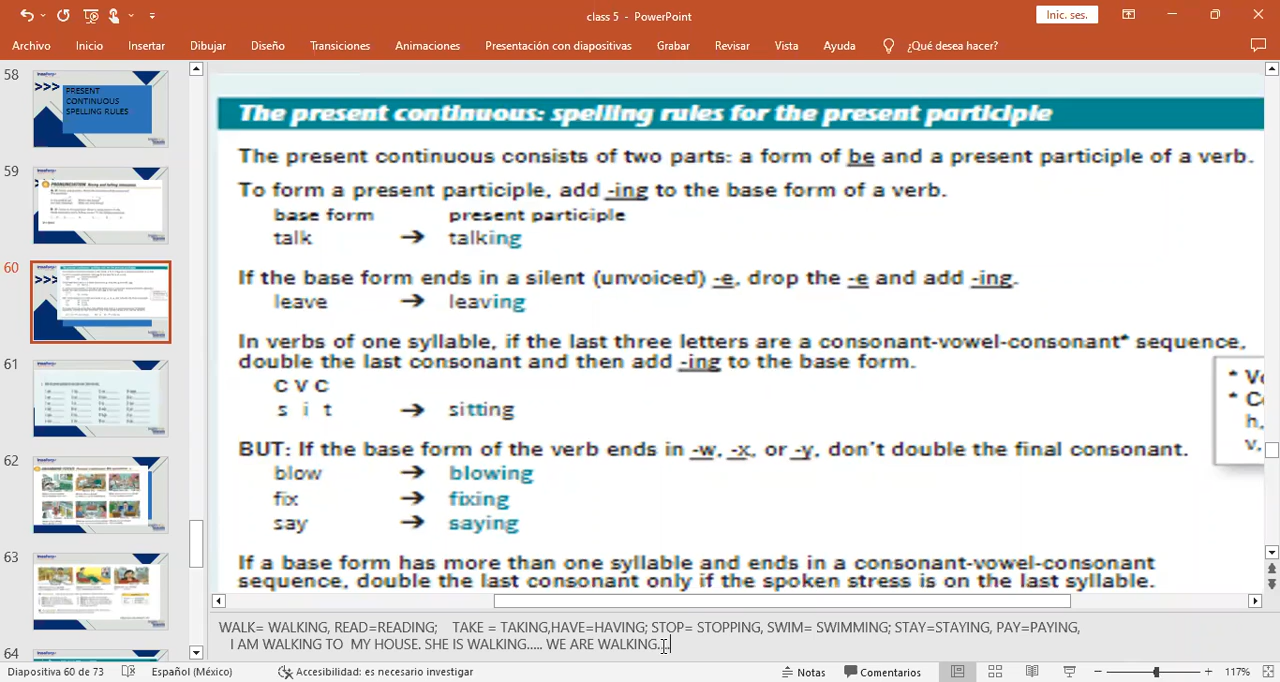 class 5 - PowerPoint
Inic. ses.
Archivo Inicio Insertar Dibujar Diseño Transiciones Animaciones Presentación con diapositivas Grabar Revisar Vista Ayuda ¿Qué desea hacer?
58
>>> PRESENT
CONTINUOUS
SPELLING RULES
59
60
>>>
61
62
63
64
The present continuous: spelling rules for the present participle
The present continuous consists of two parts: a form of be and a present participle of a verb.
To form a present participle, add -ing to the base form of a verb.
base form present participle
talk → talking
If the base form ends in a silent (unvoiced) -e, drop the -e and add -ing.
leave → leaving
In verbs of one syllable, if the last three letters are a consonant-vowel-consonant* sequence,
double the last consonant and then add -ing to the base form.
C V C
s i t → sitting
BUT: If the base form of the verb ends in -w, -x, or -y, don't double the final consonant.
blow → blowing
fix → fixing
say → saying
If a base form has more than one syllable and ends in a consonant-vowel-consonant
sequence, double the last consonant only if the spoken stress is on the last syllable.
WALK= WALKING, READ=READING; TAKE = TAKING,HAVE=HAVING; STOP= STOPPING, SWIM= SWIMMING; STAY=STAYING, PAY=PAYING,
I AM WALKING TO MY HOUSE. SHE IS WALKING..... WE ARE WALKING....
Diapositiva 60 de 73 Español (México) Accesibilidad: es necesario investigar Notas Comentarios 117%